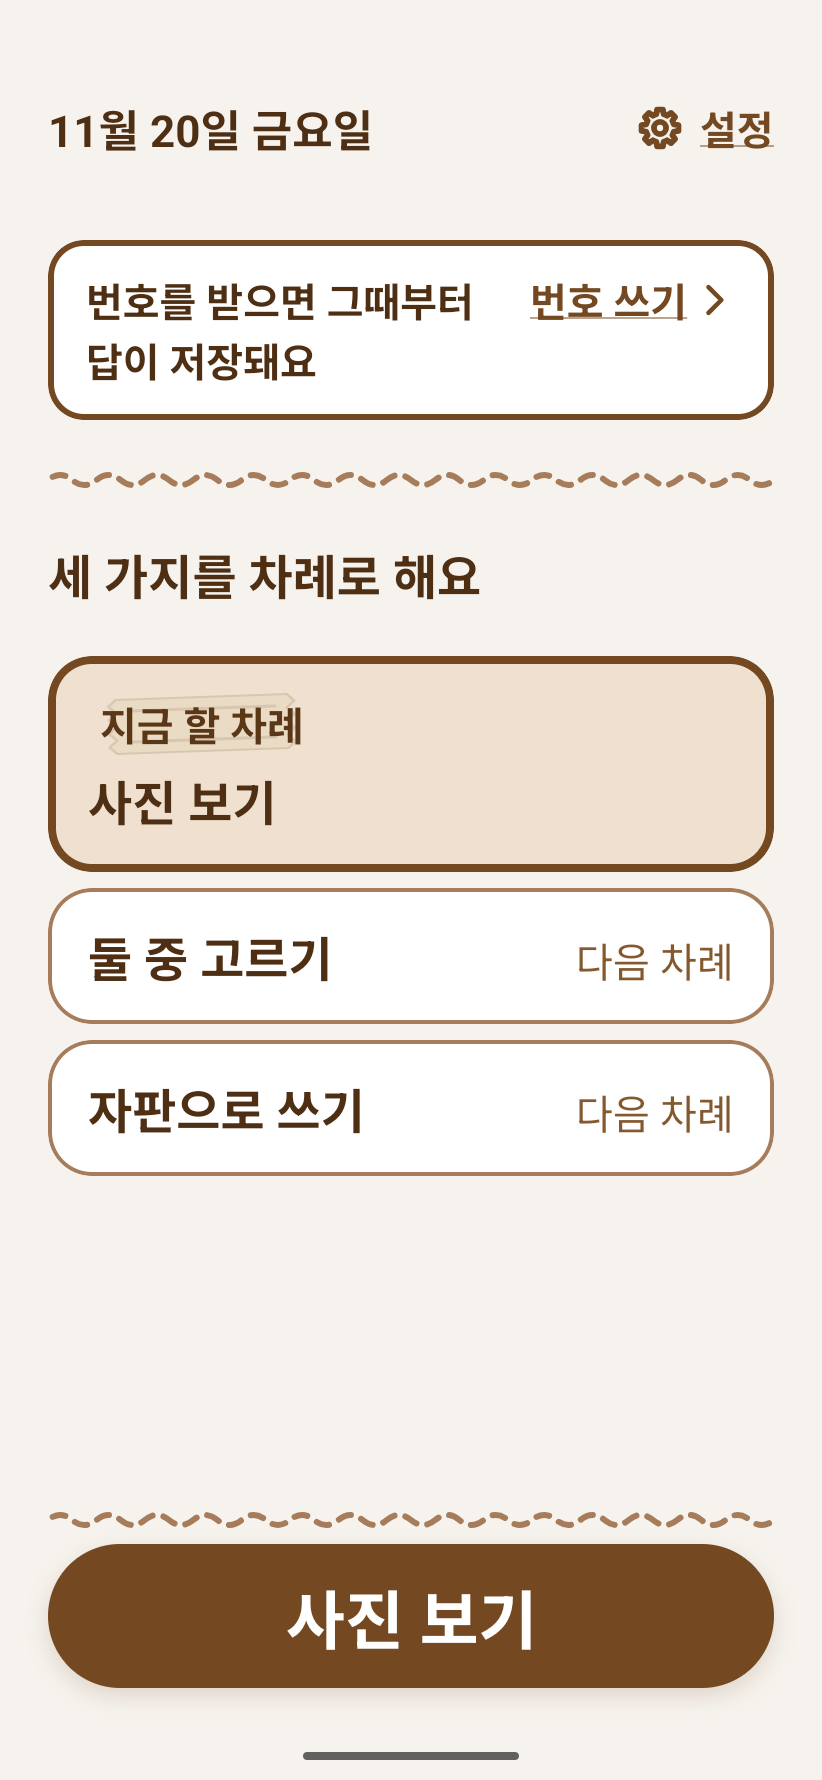 11월 20일 금요일
설정
번호를 받으면 그때부터
답이 저장돼요
번호 쓰기
세 가지를 차례로 해요
지금 할 차례
사진 보기
둘 중 고르기
다음 차례
자판으로 쓰기
다음 차례
사진 보기